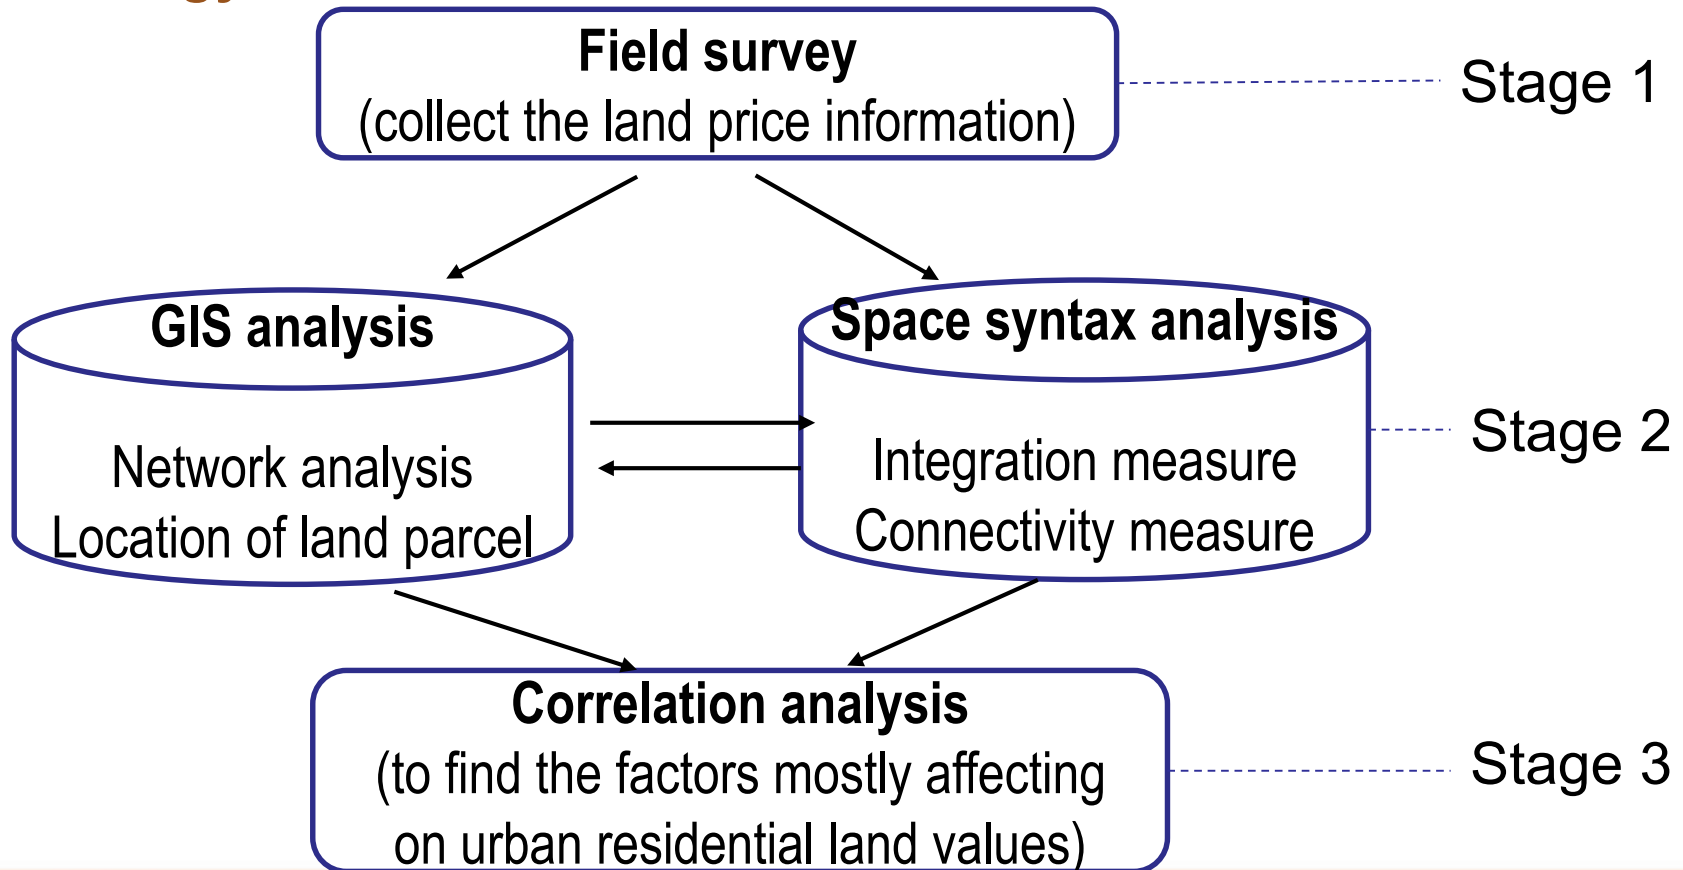 Field survey
(collect the land price information)
Stage 1
GIS analysis
Network analysis
Location of land parcel
Space syntax analysis
Integration measure
Connectivity measure
Stage 2
Correlation analysis
(to find the factors mostly affecting
on urban residential land values)
Stage 3